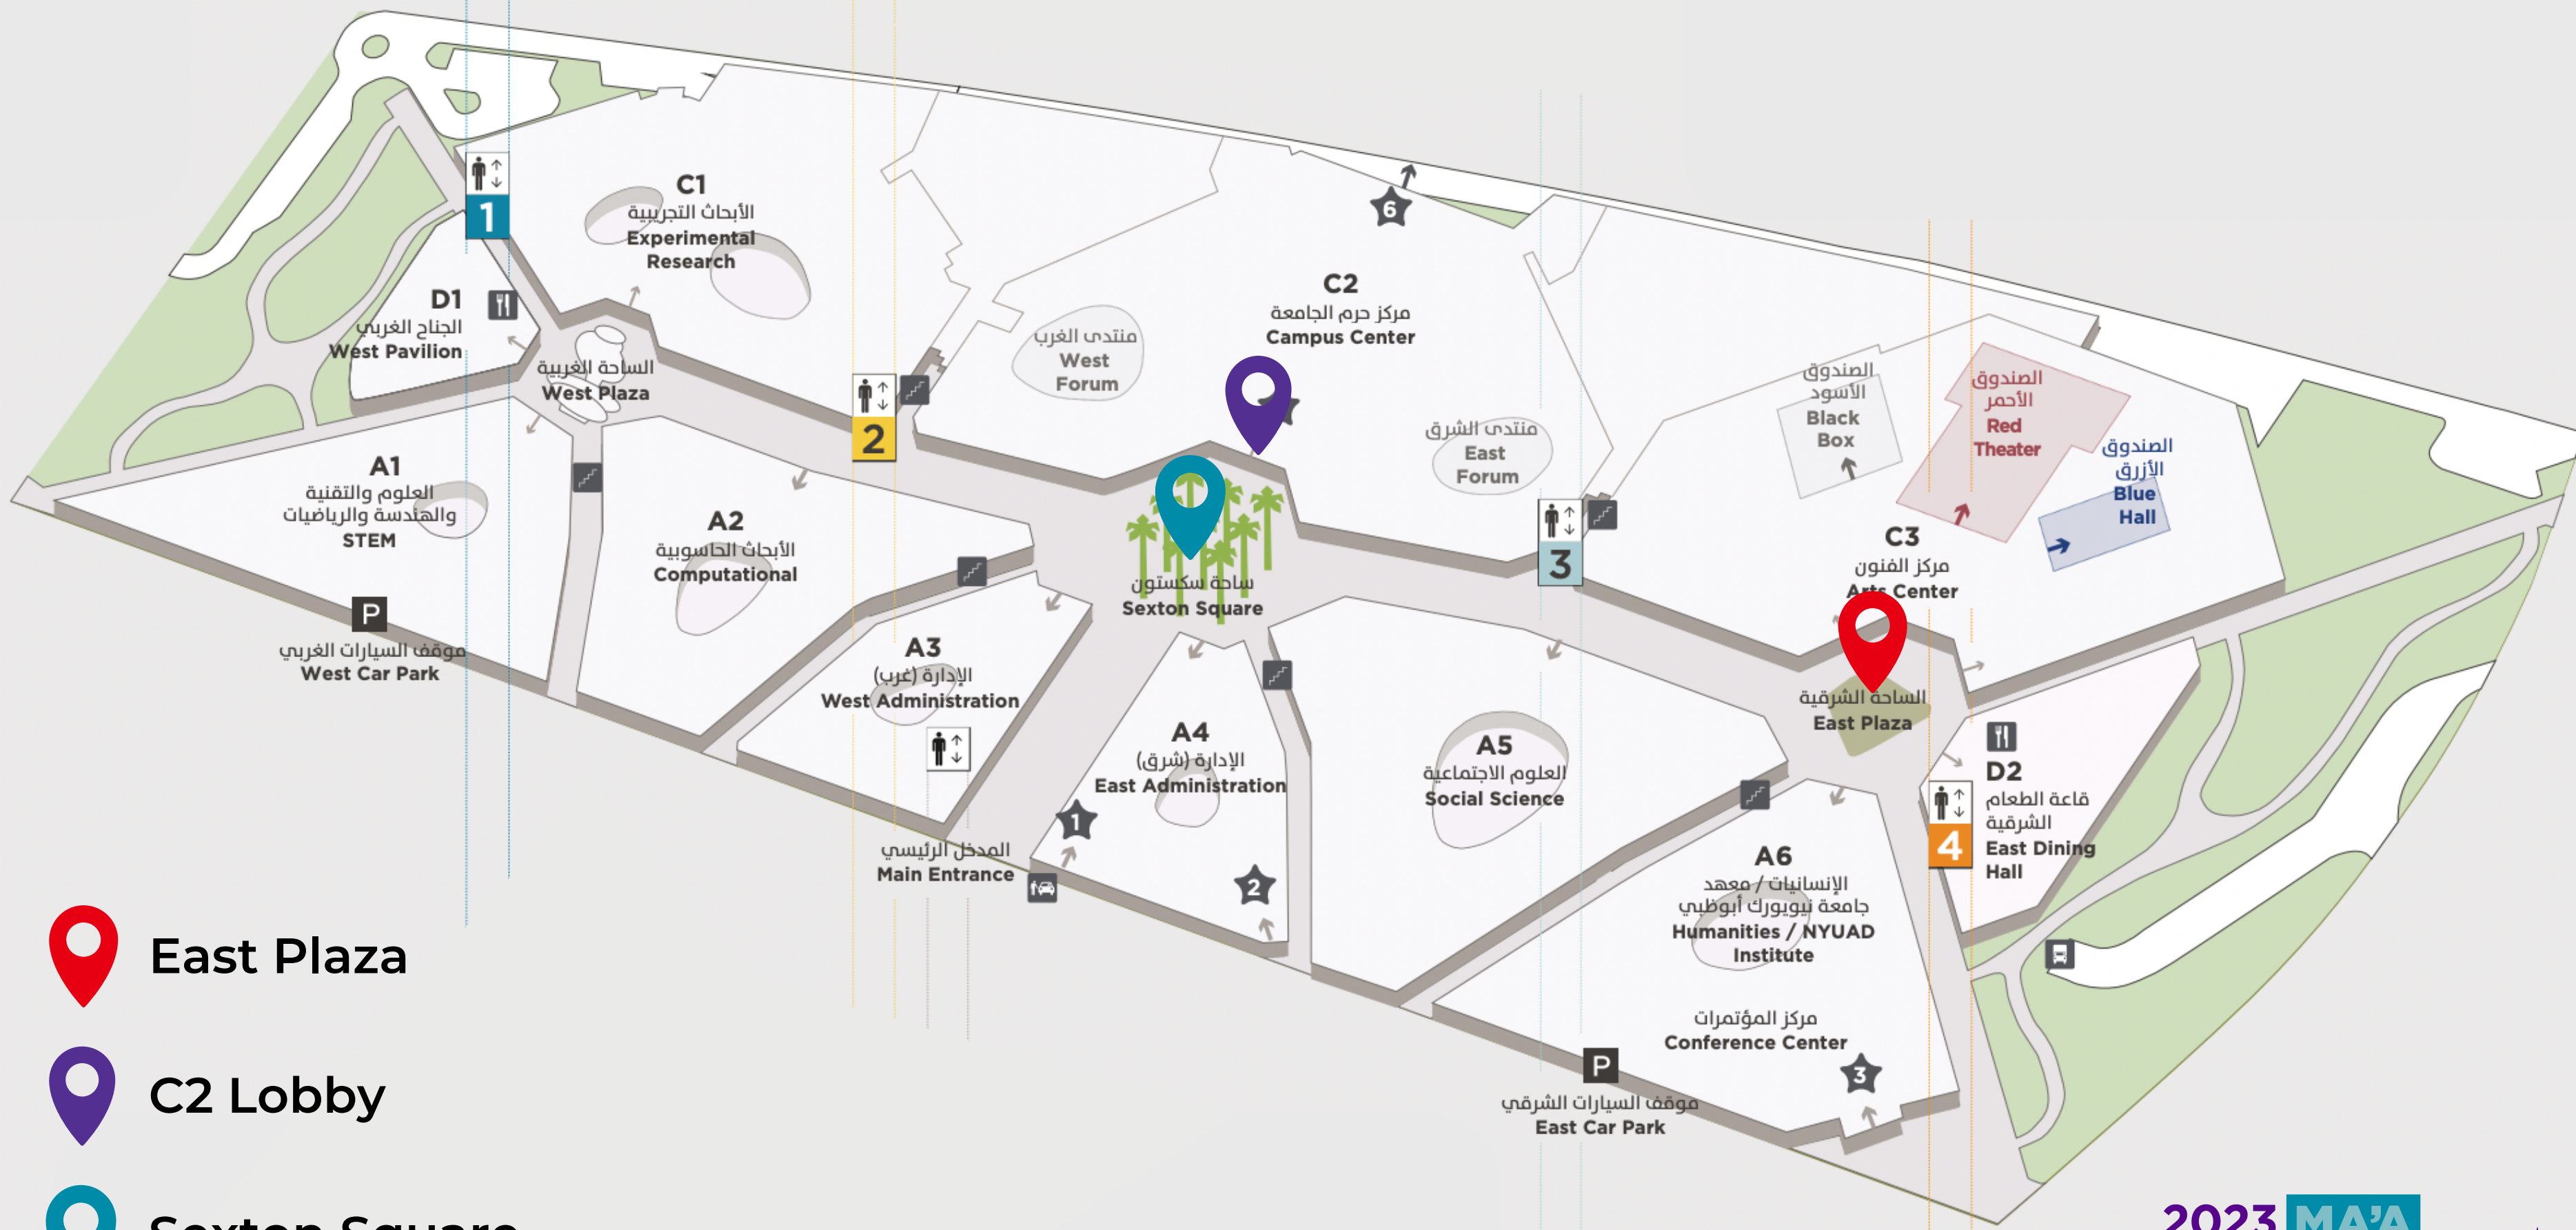 1
C1
الأبحاث التجريبية
Experimental
Research
D1
الجناح الغربي
West Pavilion
الساحة الغربية
West Plaza
2
منتدى الغرب
West
Forum
6
C2
مركز حرم الجامعة
Campus Center
منتدى الشرق
East
Forum
3
الصندوق
الأسود
Black
Box
الصندوق
الأحمر
Red
Theater
الصندوق
الأزرق
Blue
Hall
C3
مركز الفنون
Arts Center
A1
العلوم والتقنية
والهندسة والرياضيات
STEM
P
موقف السيارات الغربي
West Car Park
A2
الأبحاث الحاسوبية
Computational
ساحة سكستون
Sexton Square
A3
الإدارة (غرب)
West Administration
A4
الإدارة (شرق)
East Administration
1
2
المدخل الرئيسي
Main Entrance
A5
العلوم الاجتماعية
Social Science
الساحة الشرقية
East Plaza
D2
قاعة الطعام
الشرقية
East Dining
Hall
4
A6
الإنسانيات / معهد
جامعة نيويورك أبوظبي
Humanities / NYUAD
Institute
مركز المؤتمرات
Conference Center
3
P
موقف السيارات الشرقي
East Car Park
East Plaza
C2 Lobby
Sexton Square
2023 MA'A